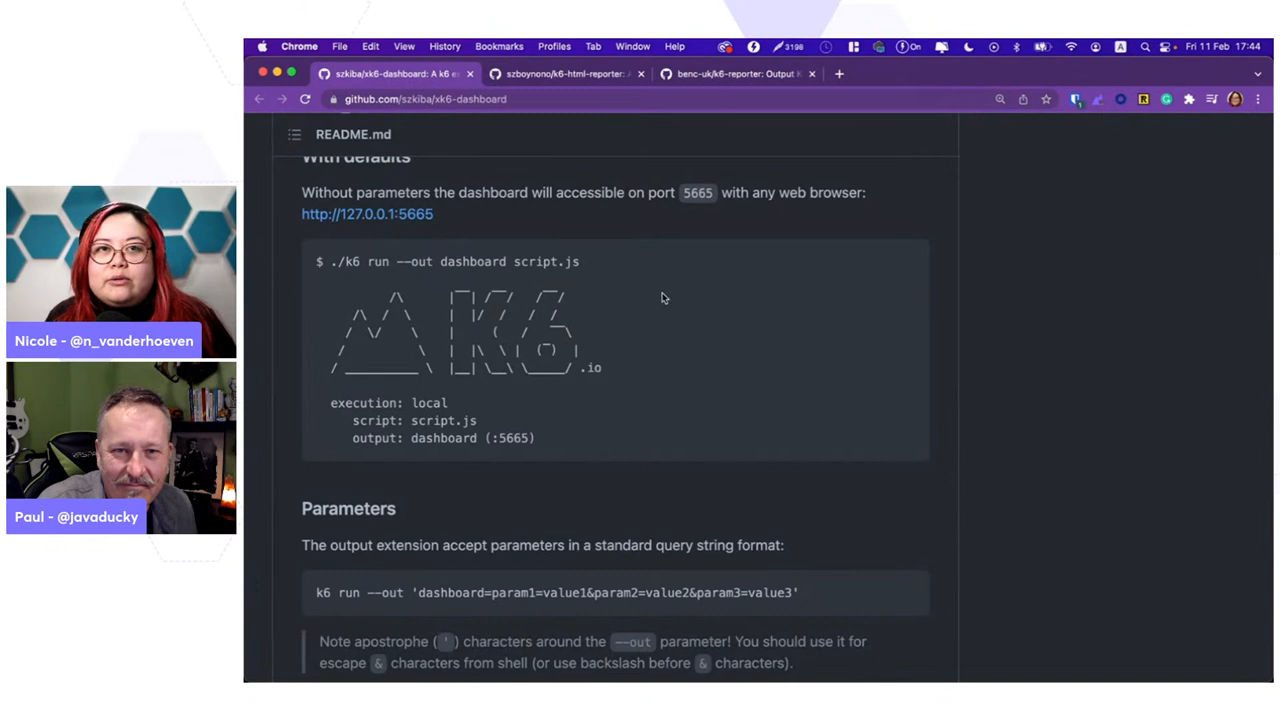 Chrome File Edit View History Bookmarks Profiles Tab Window Help 3198 On A Fri 11 Feb 17:44
szkiba/xk6-dashboard: A k6 ex
szboynono/k6-html-reporter: A
benc-uk/k6-reporter: Output K
github.com/szkiba/xk6-dashboard
README.md
With defaults
Without parameters the dashboard will accessible on port 5665 with any web browser:
http://127.0.0.1:5665
$ ./k6 run --out dashboard script.js
.io
execution: local
script: script.js
output: dashboard (:5665)
Parameters
The output extension accept parameters in a standard query string format:
k6 run --out 'dashboard=param1=value1&param2=value2&param3=value3'
Note apostrophe (') characters around the --out parameter! You should use it for
escape & characters from shell (or use backslash before & characters).
Nicole - @n_vanderhoeven
Paul - @javaducky